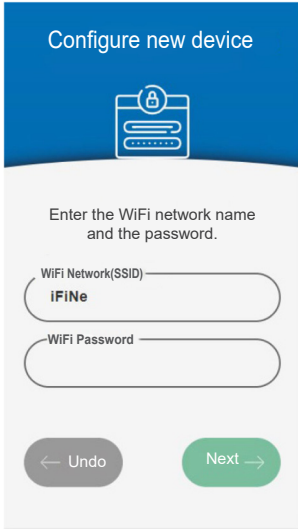 Configure new device
Enter the WiFi network name
and the password.
WiFi Network(SSID)
iFiNe
WiFi Password
← Undo
Next →